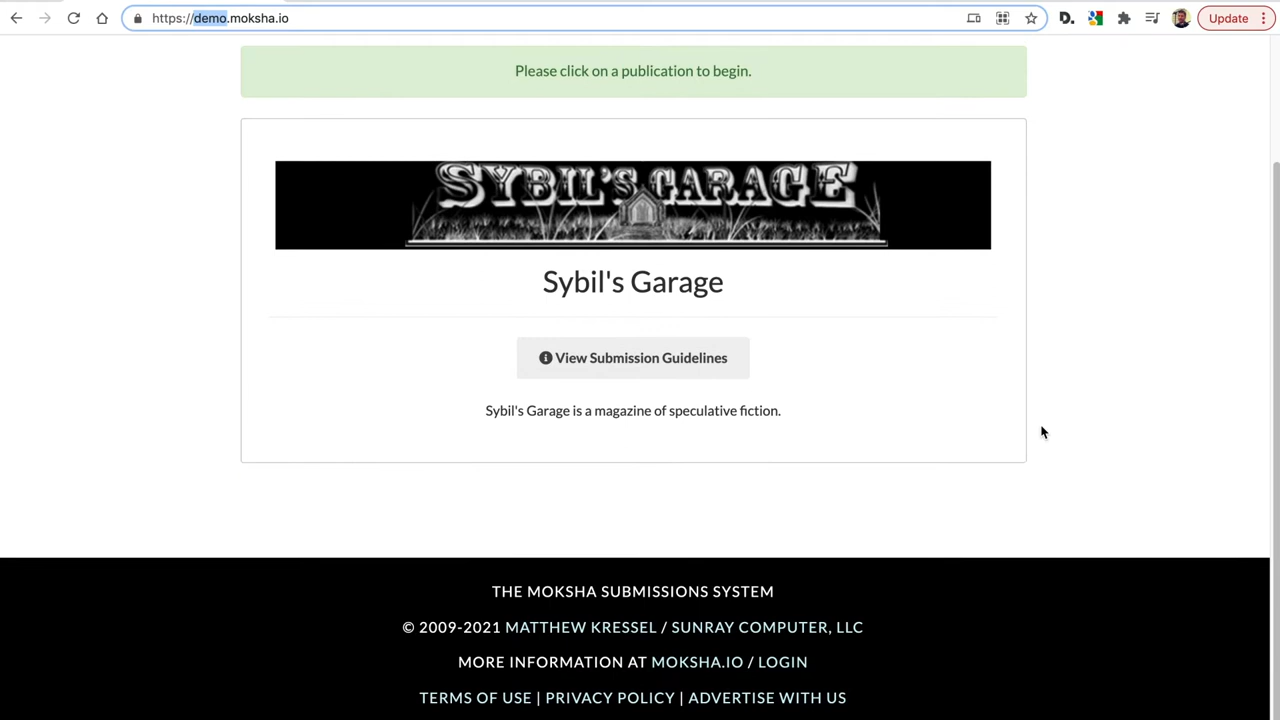 https://demo.moksha.io
Update
Please click on a publication to begin.
SYBIL'S GARAGE
Sybil's Garage
View Submission Guidelines
Sybil's Garage is a magazine of speculative fiction.
THE MOKSHA SUBMISSIONS SYSTEM
© 2009-2021 MATTHEW KRESSEL / SUNRAY COMPUTER, LLC
MORE INFORMATION AT MOKSHA.IO / LOGIN
TERMS OF USE | PRIVACY POLICY | ADVERTISE WITH US